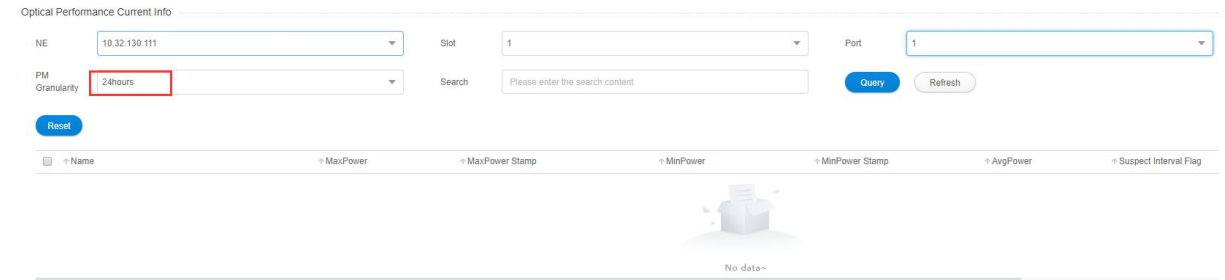 Optical Performance Current Info
NE 10.32.130.111 Slot 1 Port 1
PM Granularity 24hours Search Please enter the search content Query Refresh
Reset
Name MaxPower MaxPower Stamp MinPower MinPower Stamp AvgPower Suspect Interval Flag
No data~